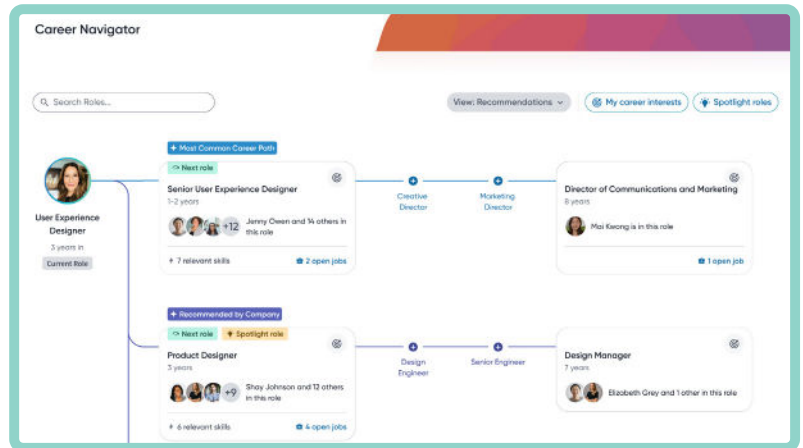 Career Navigator
Search Roles...
View: Recommendations
My career interests
Spotlight roles
Most Common Career Path
Next role
Senior User Experience Designer
1-2 years
+12
Jenny Owen and 14 others in
this role
7 relevant skills
2 open jobs
Creative
Director
Marketing
Director
Director of Communications and Marketing
8 years
Mai Kwong is in this role
1 open job
User Experience
Designer
3 years in
Current Role
Recommended by Company
Next role
Spotlight role
Product Designer
3 years
+9
Shay Johnson and 12 others
in this role
6 relevant skills
4 open jobs
Design
Engineer
Senior Engineer
Design Manager
7 years
Elizabeth Grey and 1 other in this role